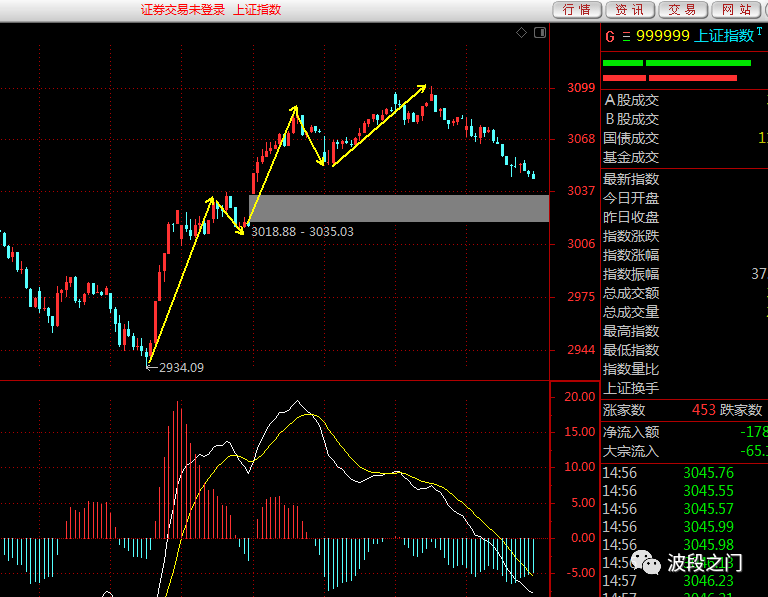 证券交易未登录 上证指数
行情 资讯 交易 网站
G 999999 上证指数
3099
3068
3037
3006
2975
2944
3018.88 - 3035.03
2934.09
20.00
15.00
10.00
5.00
0.00
-5.00
A股成交
B股成交
国债成交
基金成交
最新指数
今日开盘
昨日收盘
指数涨跌
指数涨幅
指数振幅 37
总成交额
总成交量
最高指数
最低指数
指数量比
上证换手
涨家数 453 跌家数
净流入额 -178
大宗流入 -65.
14:56 3045.76
14:56 3045.55
14:56 3045.57
14:56 3045.99
14:56 3045.98
14:56
14:57 3046.23
波段之门